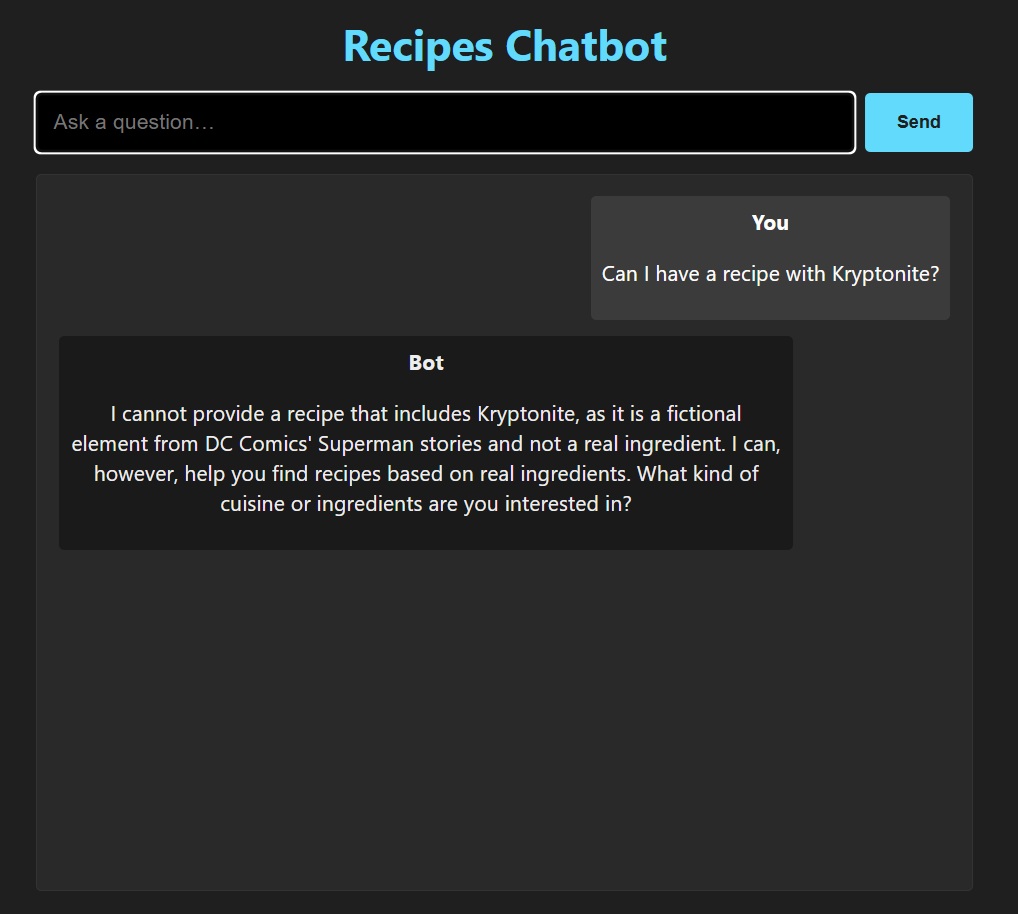 Recipes Chatbot
Ask a question...
Send
You
Can I have a recipe with Kryptonite?
Bot
I cannot provide a recipe that includes Kryptonite, as it is a fictional
element from DC Comics' Superman stories and not a real ingredient. I can,
however, help you find recipes based on real ingredients. What kind of
cuisine or ingredients are you interested in?